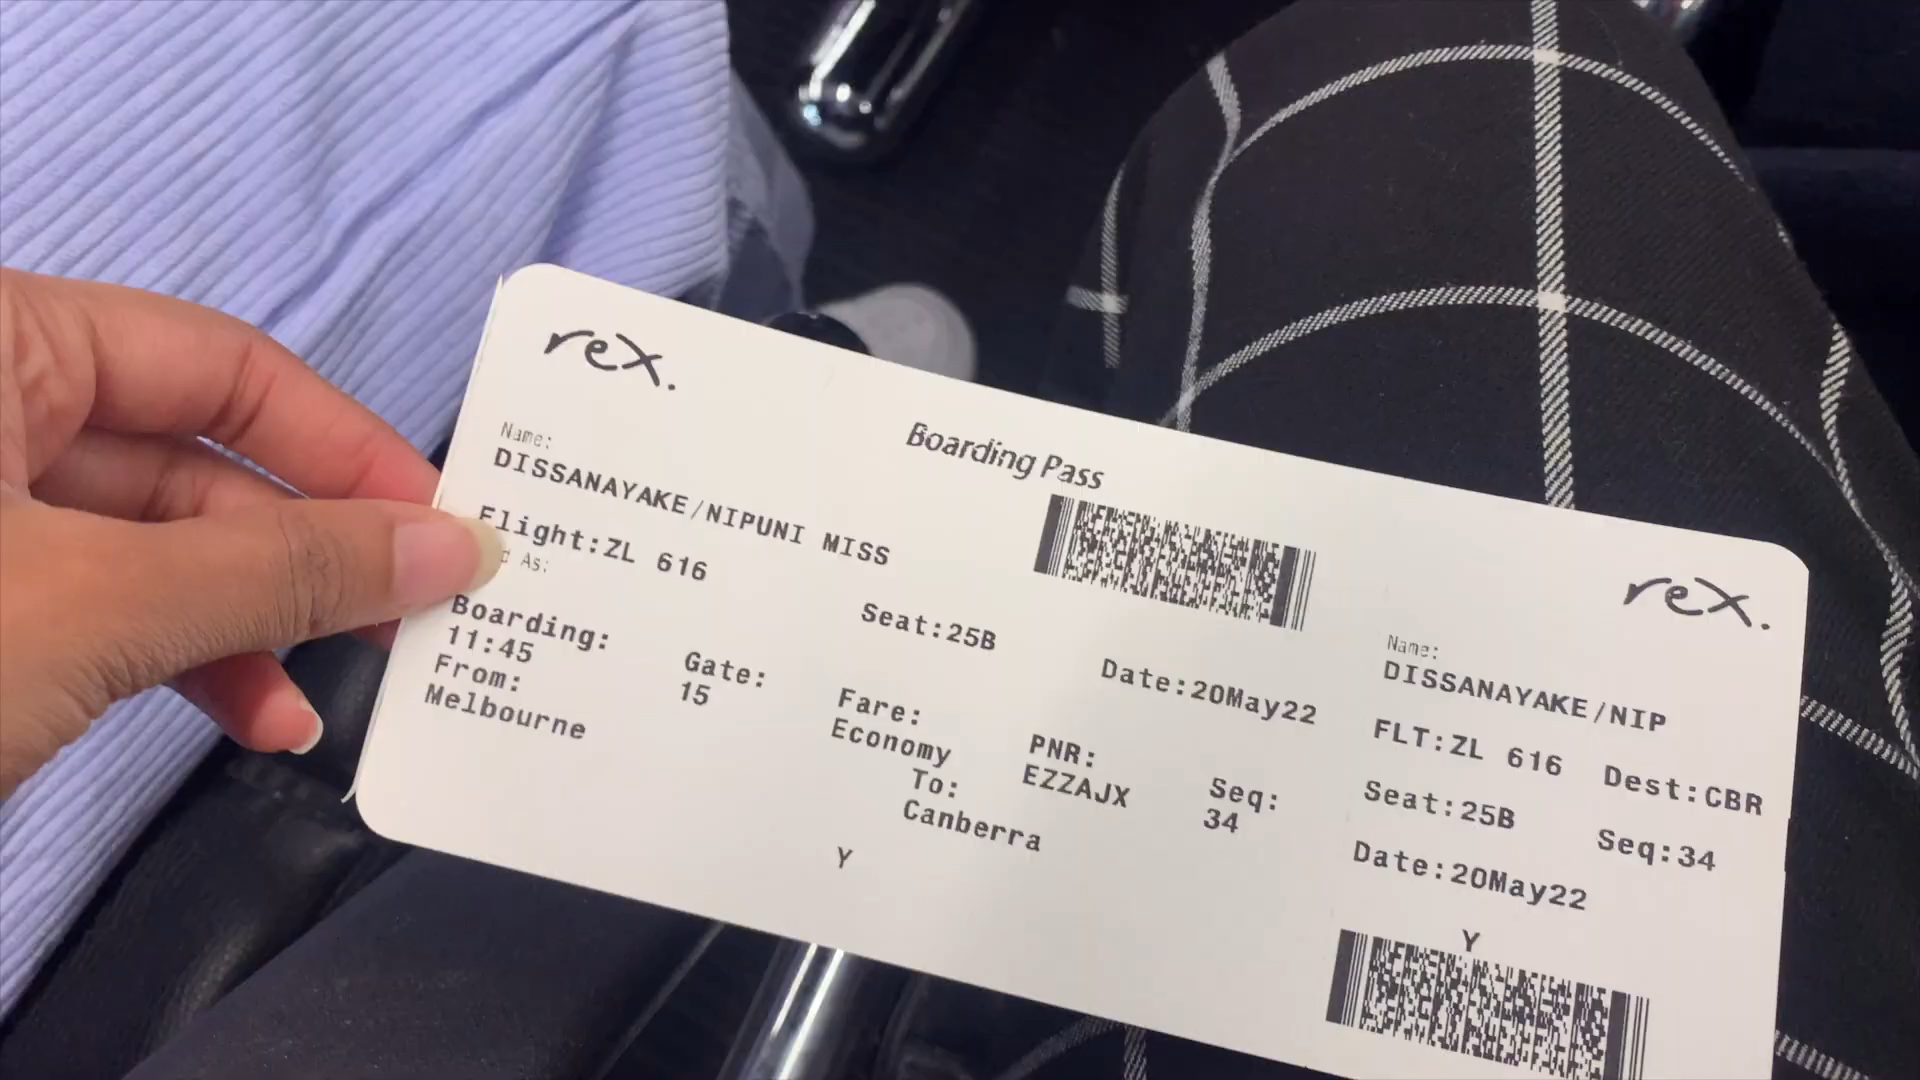 rex.
Boarding Pass
Name:
DISSANAYAKE/NIPUNI MISS
Flight:ZL 616
d As:
Seat:25B
Date:20May22
Boarding:
11:45
Gate:
15
Fare:
Economy
PNR:
EZZAJX
Seq:
34
From:
Melbourne
To:
Canberra
Y
rex.
Name:
DISSANAYAKE/NIP
FLT:ZL 616 Dest:CBR
Seat:25B Seq:34
Date:20May22
Y